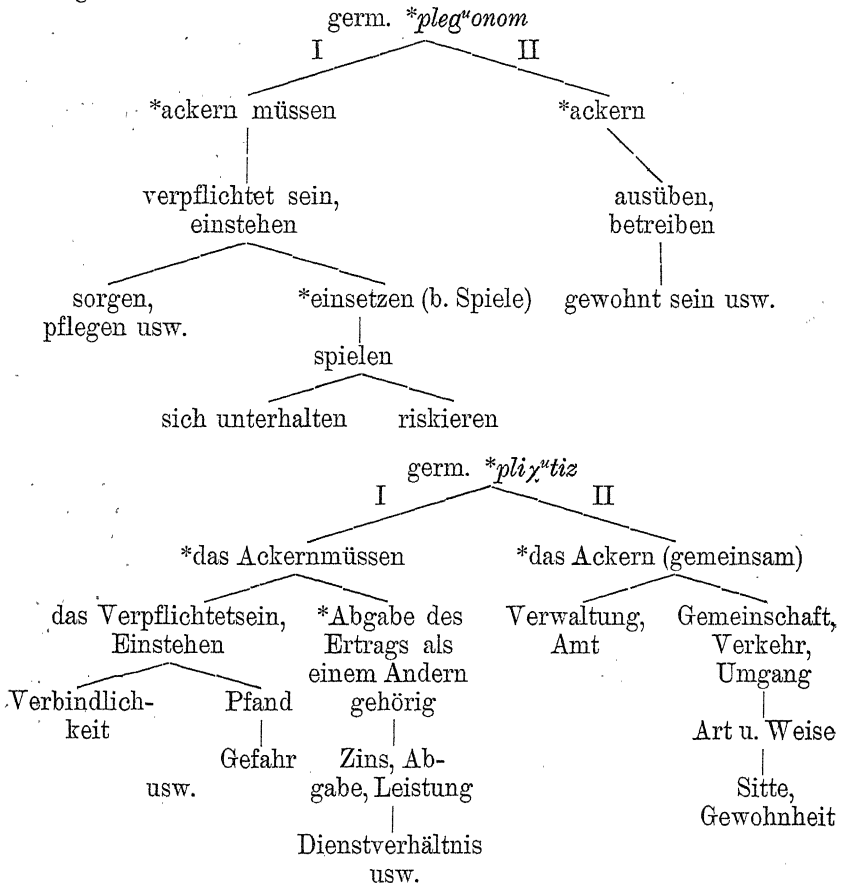 germ. *pleǥᵘonom
I II
*ackern müssen *ackern
verpflichtet sein, ausüben,
einstehen betreiben
sorgen, *einsetzen (b. Spiele) gewohnt sein usw.
pflegen usw.
spielen
sich unterhalten riskieren
germ. *pliχᵘtiz
I II
*das Ackernmüssen *das Ackern (gemeinsam)
das Verpflichtetsein, *Abgabe des Verwaltung, Gemeinschaft,
Einstehen Ertrags als Amt Verkehr,
einem Andern Umgang
Verbindlich- Pfand gehörig
keit Art u. Weise
Gefahr Zins, Ab-
usw. gabe, Leistung Sitte,
Gewohnheit
Dienstverhältnis
usw.